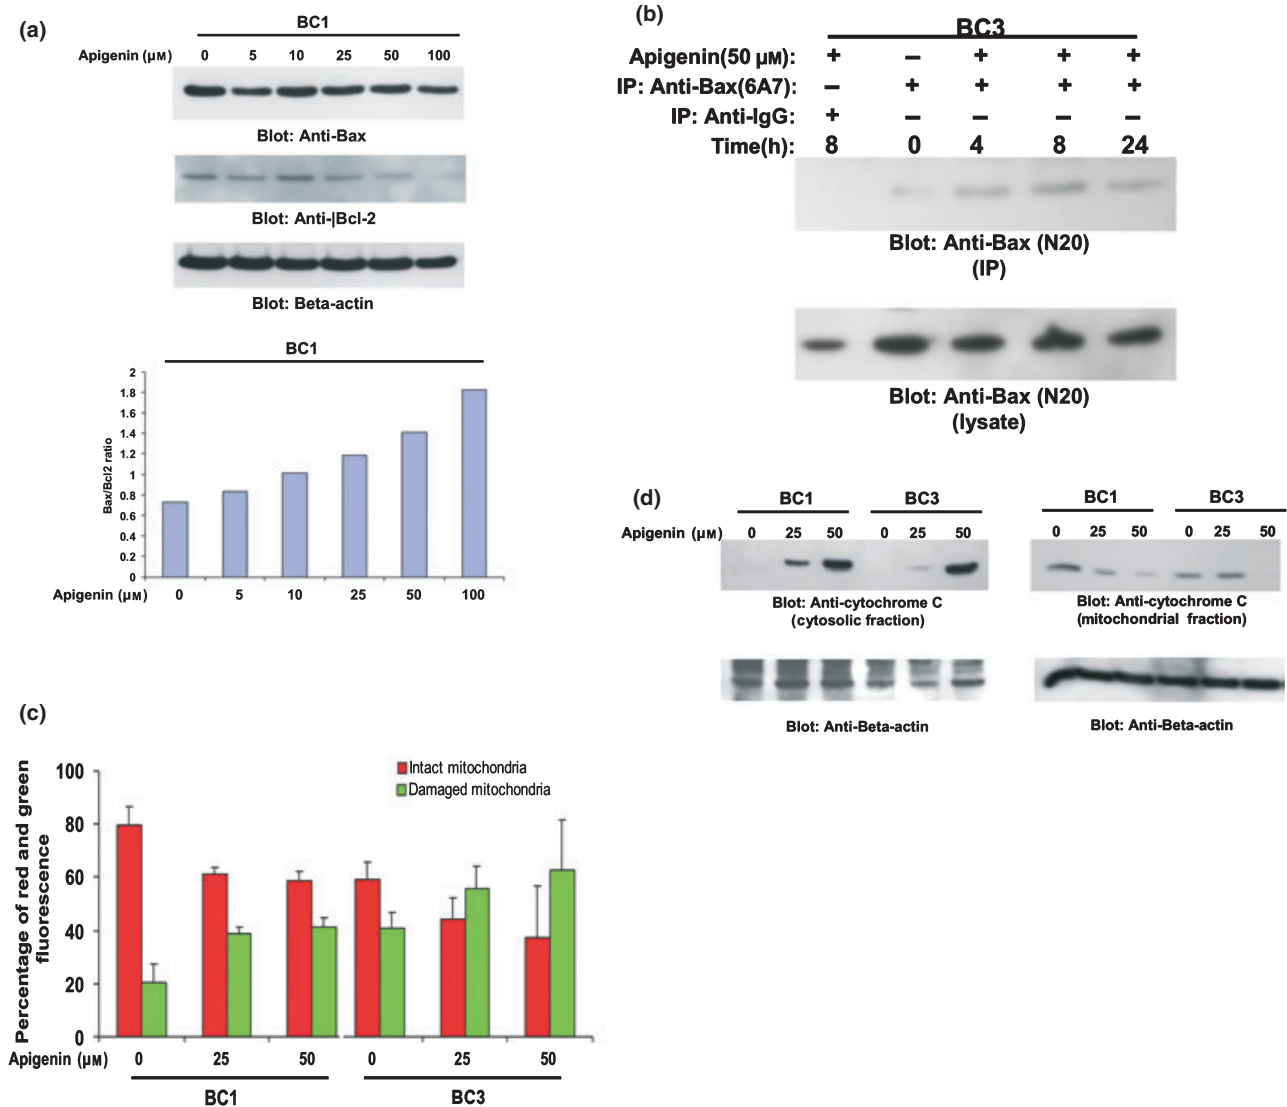 (a)
BC1
Apigenin (µM) 0 5 10 25 50 100
Blot: Anti-Bax
Blot: Anti-|Bcl-2
Blot: Beta-actin
BC1
Bax/Bcl2 ratio
2
1.8
1.6
1.4
1.2
1
0.8
0.6
0.4
0.2
0
Apigenin (µM) 0 5 10 25 50 100
(b)
BC3
Apigenin(50 µM): + – + + +
IP: Anti-Bax(6A7): – + + + +
IP: Anti-IgG: + – – – –
Time(h): 8 0 4 8 24
Blot: Anti-Bax (N20)
(IP)
Blot: Anti-Bax (N20)
(lysate)
(c)
Percentage of red and green
fluorescence
100
80
60
40
20
0
Intact mitochondria
Damaged mitochondria
Apigenin (µM) 0 25 50 0 25 50
BC1 BC3
(d)
BC1 BC3 BC1 BC3
Apigenin (µM) 0 25 50 0 25 50 0 25 50 0 25 50
Blot: Anti-cytochrome C
(cytosolic fraction)
Blot: Anti-cytochrome C
(mitochondrial fraction)
Blot: Anti-Beta-actin
Blot: Anti-Beta-actin